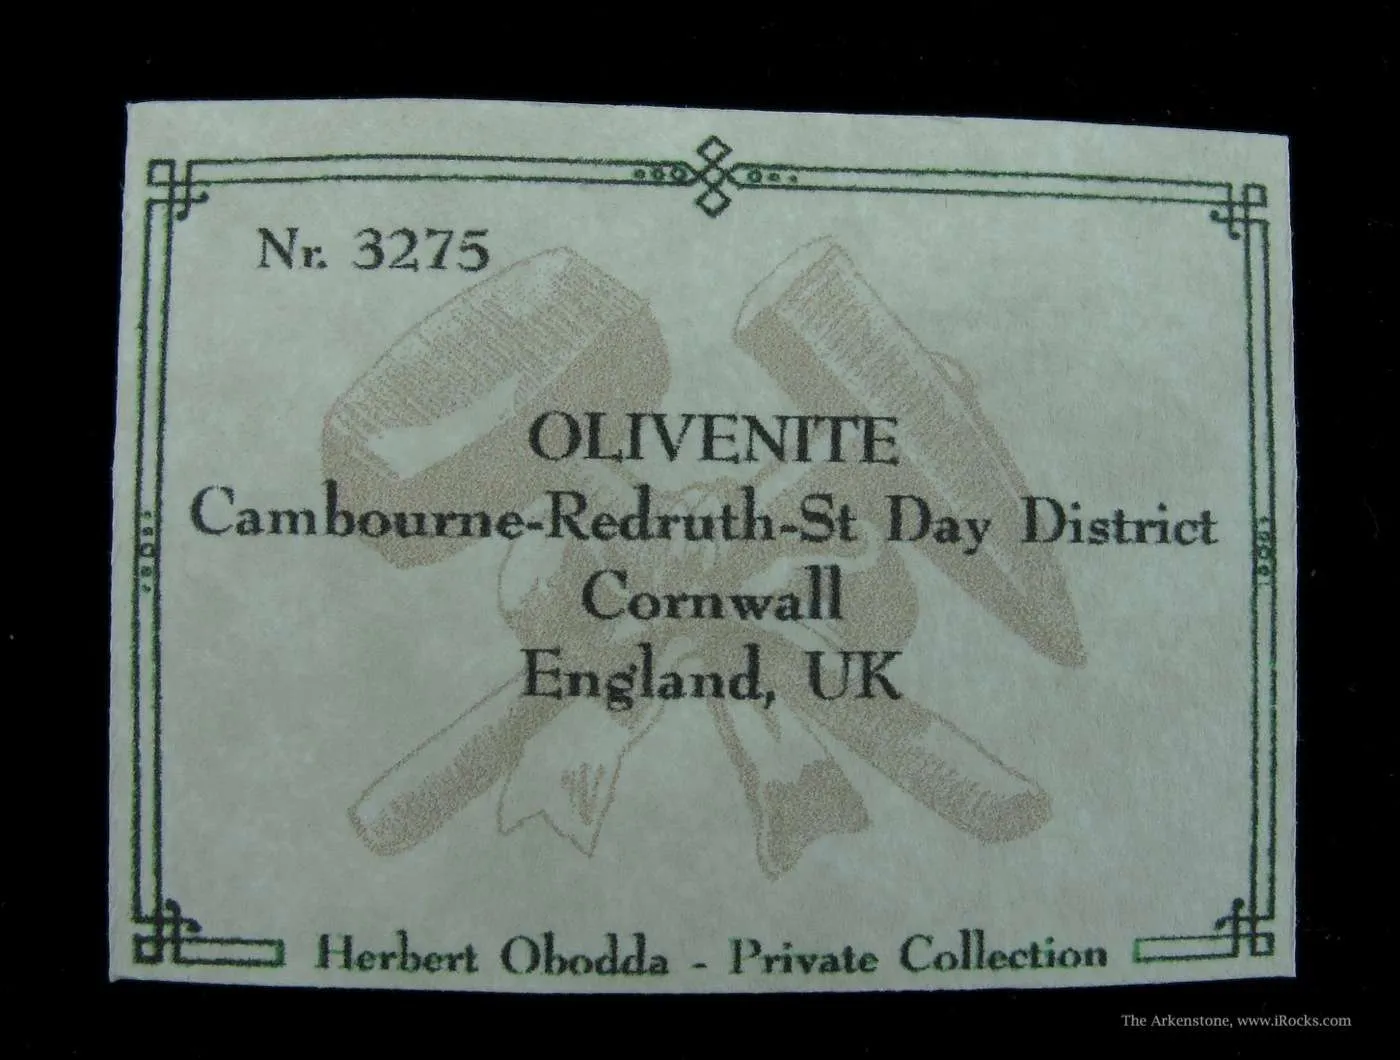 Nr. 3275
OLIVENITE
Cambourne-Redruth-St Day District
Cornwall
England, UK
Herbert Obodda - Private Collection
The Arkenstone, www.iRocks.com